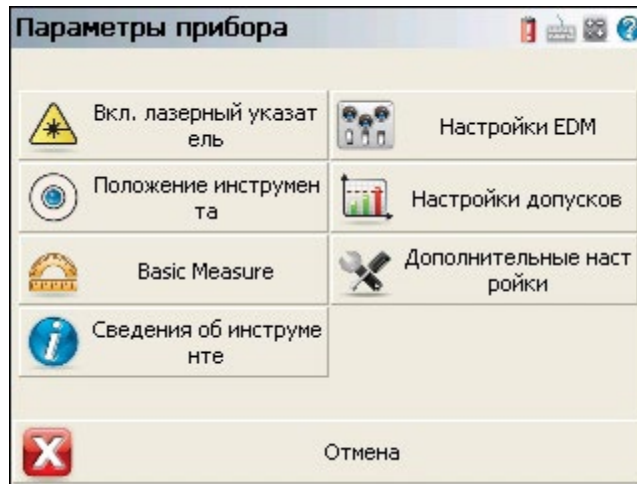 Параметры прибора
Вкл. лазерный указат
ель
Настройки EDM
Положение инструмен
та
Настройки допусков
Basic Measure
Дополнительные наст
ройки
Сведения об инструме
нте
Отмена